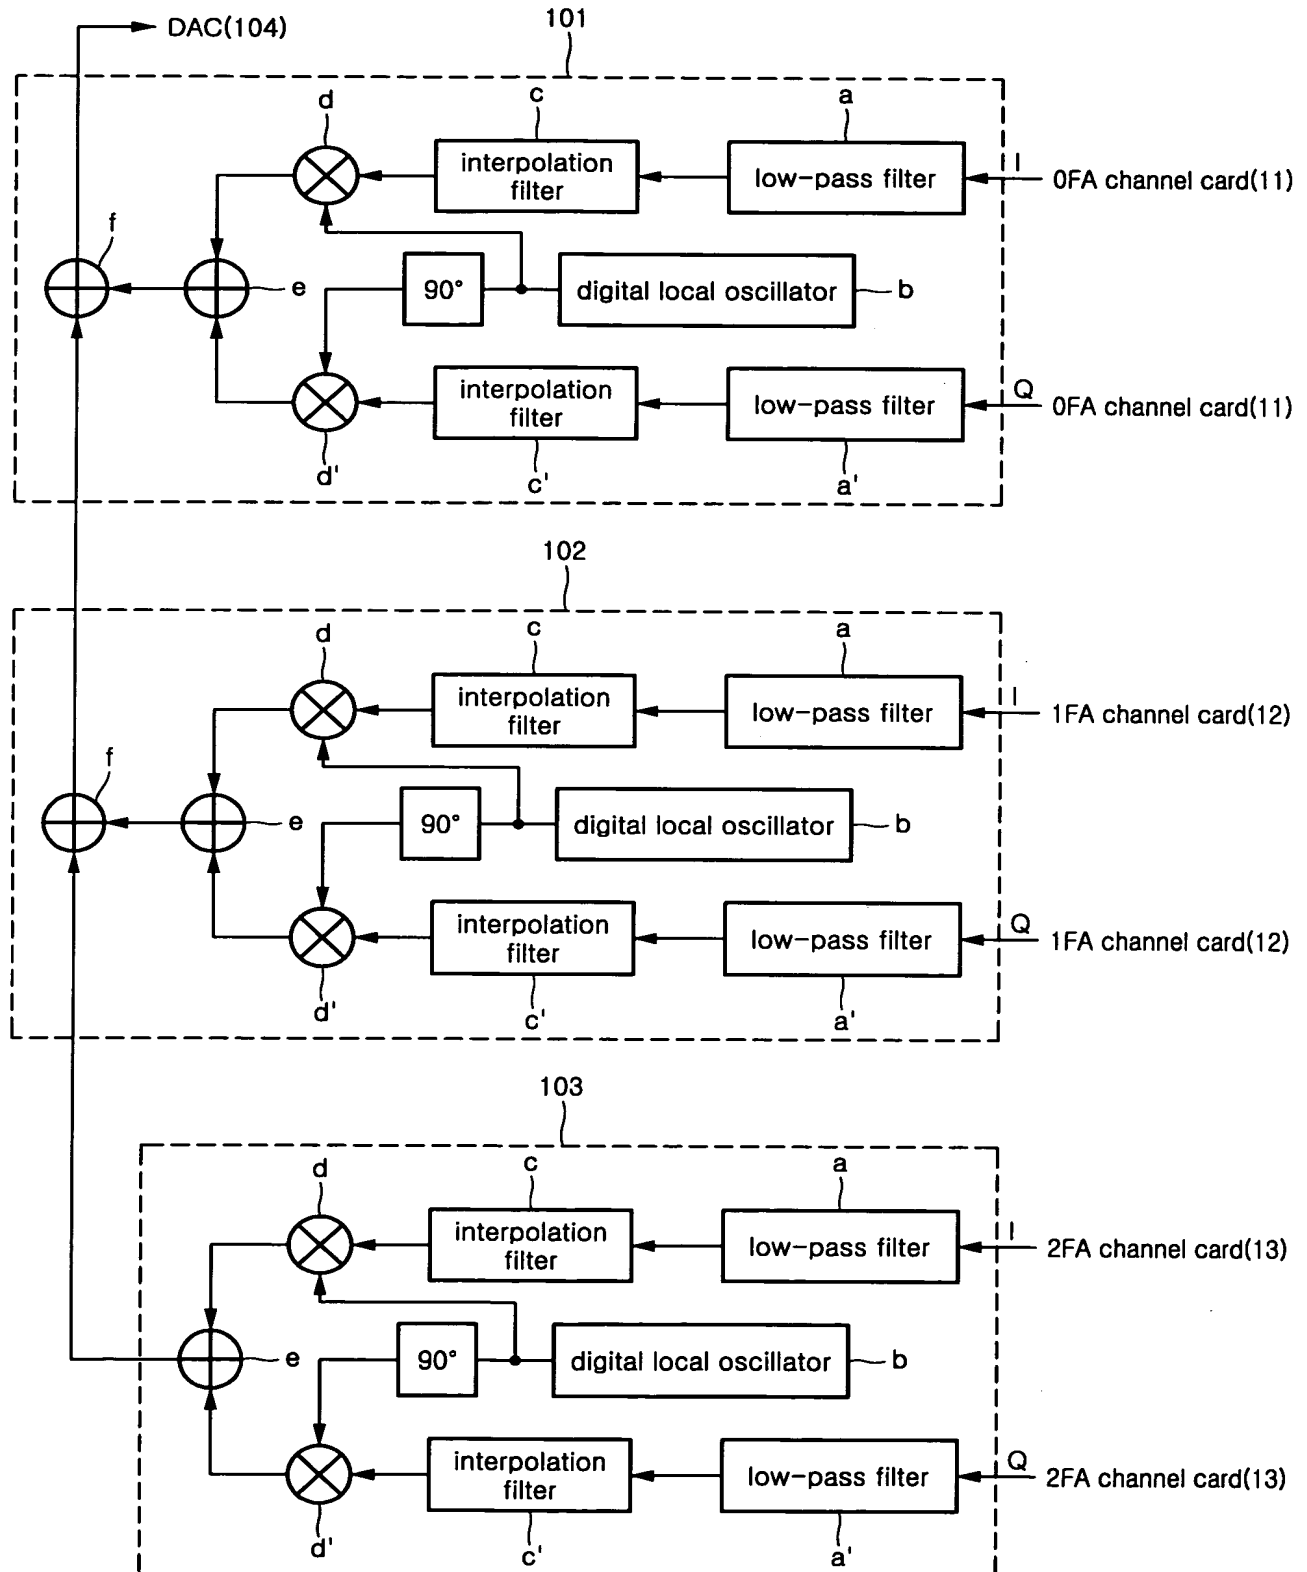 DAC(104)
101
d
c
a
interpolation
filter
low-pass filter
I
0FA channel card(11)
f
e
90°
digital local oscillator
b
interpolation
filter
low-pass filter
Q
0FA channel card(11)
d'
c'
a'
102
d
c
a
interpolation
filter
low-pass filter
I
1FA channel card(12)
f
e
90°
digital local oscillator
b
interpolation
filter
low-pass filter
Q
1FA channel card(12)
d'
c'
a'
103
d
c
a
interpolation
filter
low-pass filter
I
2FA channel card(13)
e
90°
digital local oscillator
b
interpolation
filter
low-pass filter
Q
2FA channel card(13)
d'
c'
a'